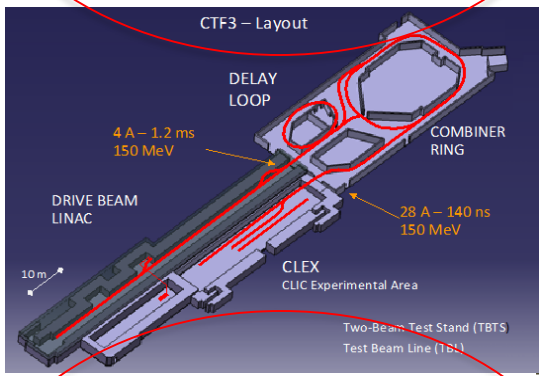 CTF3 – Layout
DELAY
LOOP
4 A – 1.2 ms
150 MeV
COMBINER
RING
DRIVE BEAM
LINAC
28 A – 140 ns
150 MeV
10 m
CLEX
CLIC Experimental Area
Two-Beam Test Stand (TBTS)
Test Beam Line (TBL)